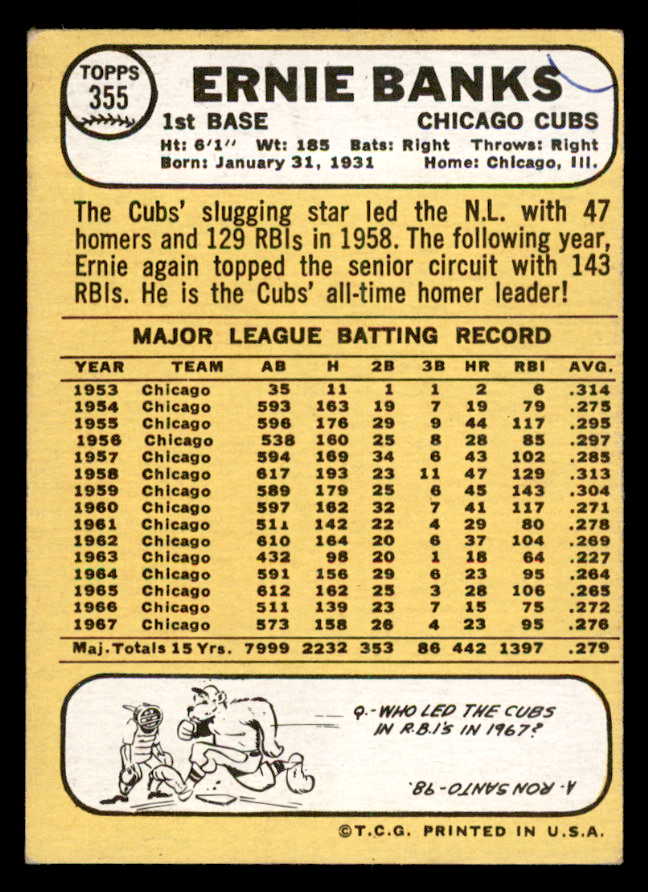 TOPPS
355
ERNIE BANKS
1st BASE CHICAGO CUBS
Ht: 6'1" Wt: 185 Bats: Right Throws: Right
Born: January 31, 1931 Home: Chicago, Ill.
The Cubs' slugging star led the N.L. with 47
homers and 129 RBIs in 1958. The following year,
Ernie again topped the senior circuit with 143
RBIs. He is the Cubs' all-time homer leader!
MAJOR LEAGUE BATTING RECORD
YEAR TEAM AB H 2B 3B HR RBI AVG.
1953 Chicago 35 11 1 1 2 6 .314
1954 Chicago 593 163 19 7 19 79 .275
1955 Chicago 596 176 29 9 44 117 .295
1956 Chicago 538 160 25 8 28 85 .297
1957 Chicago 594 169 34 6 43 102 .285
1958 Chicago 617 193 23 11 47 129 .313
1959 Chicago 589 179 25 6 45 143 .304
1960 Chicago 597 162 32 7 41 117 .271
1961 Chicago 511 142 22 4 29 80 .278
1962 Chicago 610 164 20 6 37 104 .269
1963 Chicago 432 98 20 1 18 64 .227
1964 Chicago 591 156 29 6 23 95 .264
1965 Chicago 612 162 25 3 28 106 .265
1966 Chicago 511 139 23 7 15 75 .272
1967 Chicago 573 158 26 4 23 95 .276
Maj. Totals 15 Yrs. 7999 2232 353 86 442 1397 .279
Q.-WHO LED THE CUBS
IN R.B.I'S IN 1967?
A. RON SANTO-98.
©T.C.G. PRINTED IN U.S.A.